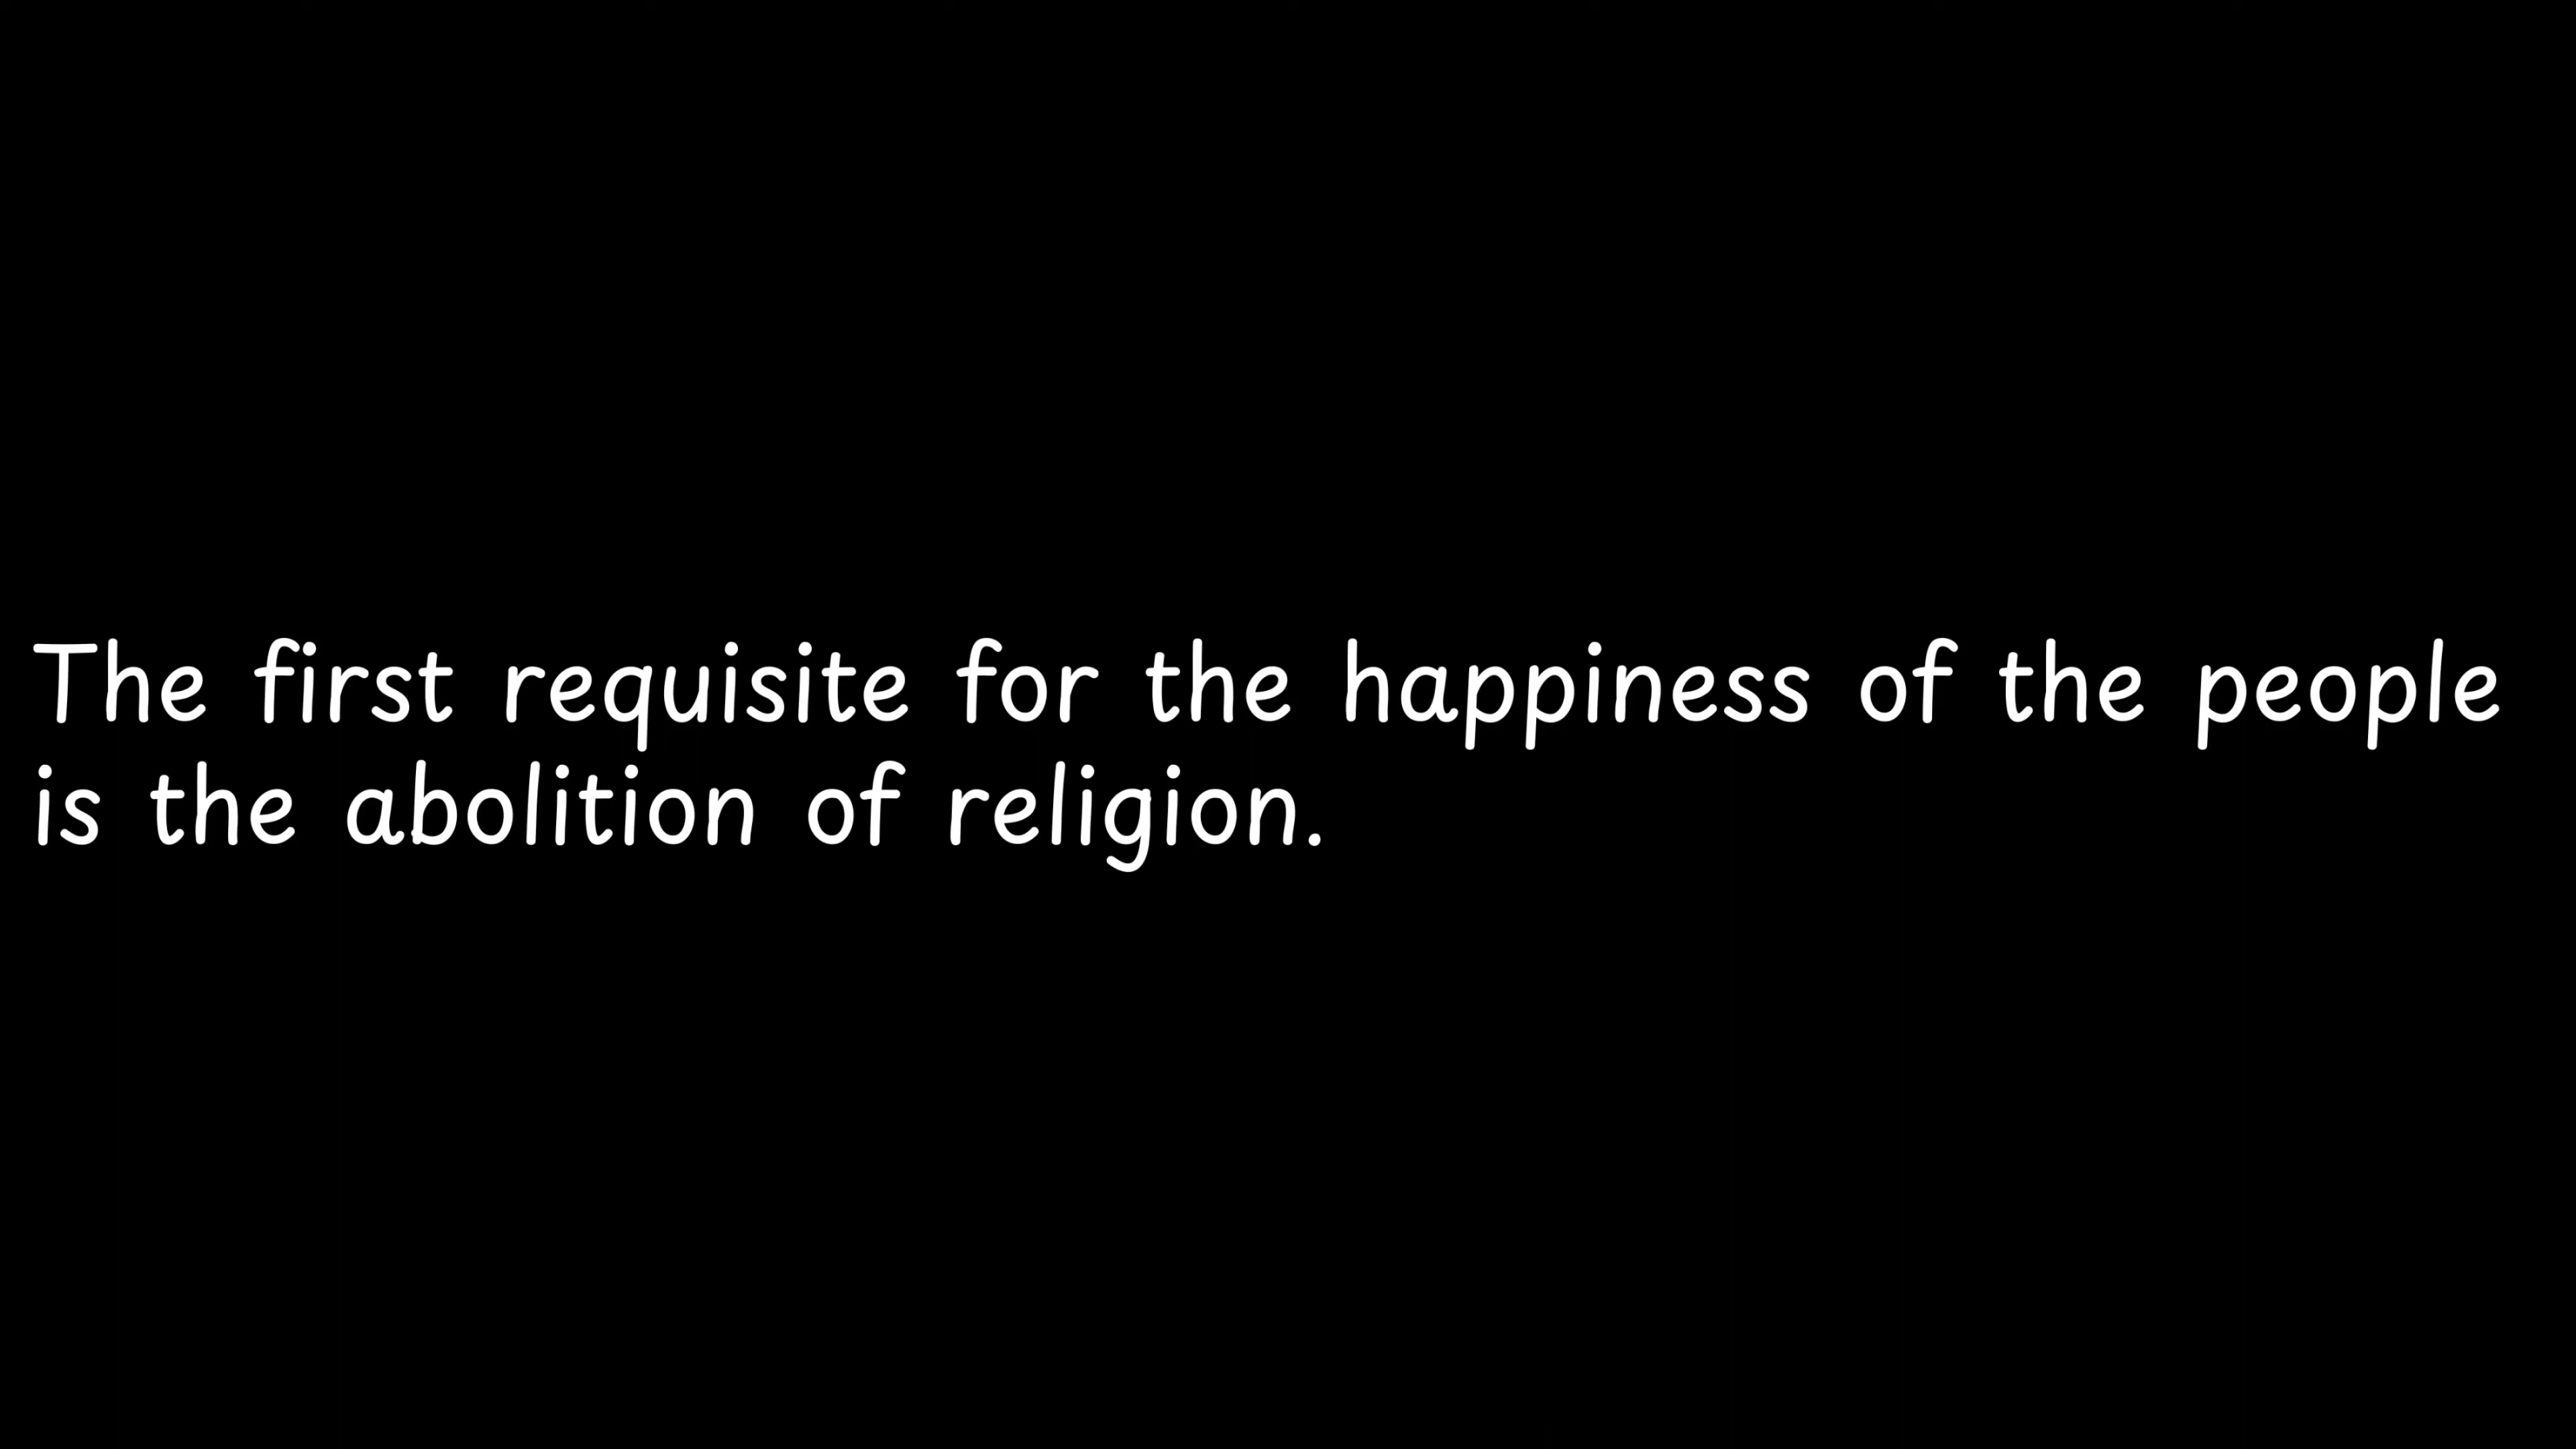 The first requisite for the happiness of the people
is the abolition of religion.